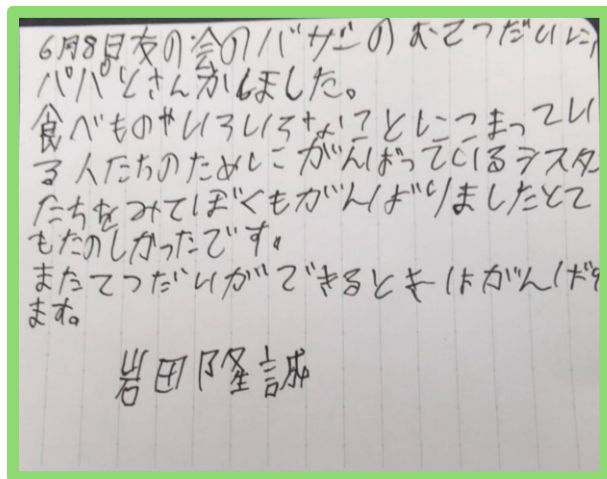 6月8日友の会のバザーのおてつだいに
パパとさんかしました。
食べものやいろいろなことにこまってい
る人たちのためにがんばっているシスタ
たちをみてぼくもがんばりましたとて
もたのしかったです。
またてつだいができるときはがんばり
ます。
岩田隆誠